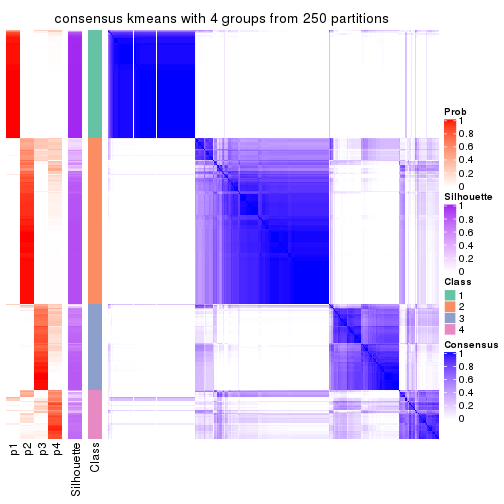 consensus kmeans with 4 groups from 250 partitions
Prob
1
0.8
0.6
0.4
0.2
0
Silhouette
1
0.8
0.6
0.4
0.2
0
Class
1
2
3
4
Consensus
1
0.8
0.6
0.4
0.2
0
p1
p2
p3
p4
Silhouette
Class